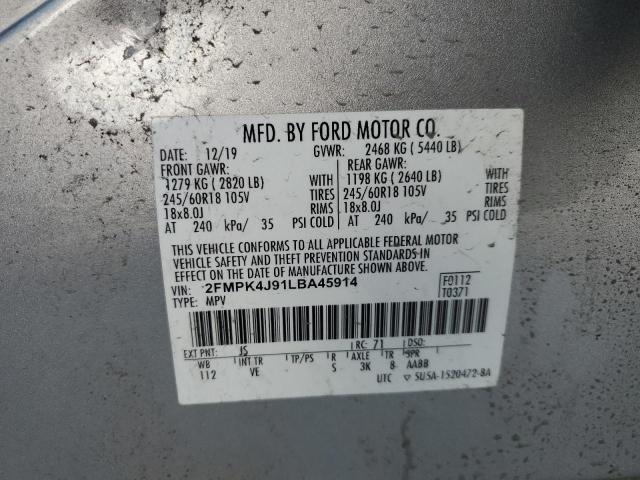 MFD. BY FORD MOTOR CO.
DATE: 12/19 GVWR: 2468 KG ( 5440 LB)
FRONT GAWR: REAR GAWR:
1279 KG ( 2820 LB) WITH 1198 KG ( 2640 LB) WITH
245/60R18 105V TIRES 245/60R18 105V TIRES
18x8.0J RIMS 18x8.0J RIMS
AT 240 kPa/ 35 PSI COLD AT 240 kPa/ 35 PSI COLD
THIS VEHICLE CONFORMS TO ALL APPLICABLE FEDERAL MOTOR
VEHICLE SAFETY AND THEFT PREVENTION STANDARDS IN EFFECT
ON THE DATE OF MANUFACTURE SHOWN ABOVE.
VIN: 2FMPK4J91LBA45914 F0112
TYPE: MPV T0371
EXT PNT: JS RC: 71 DSO:
WB INT TR TP/PS R AXLE TR SPR
112 VE S 3K 8 AABB
UTC ▽ 5U5A-1520472-BA